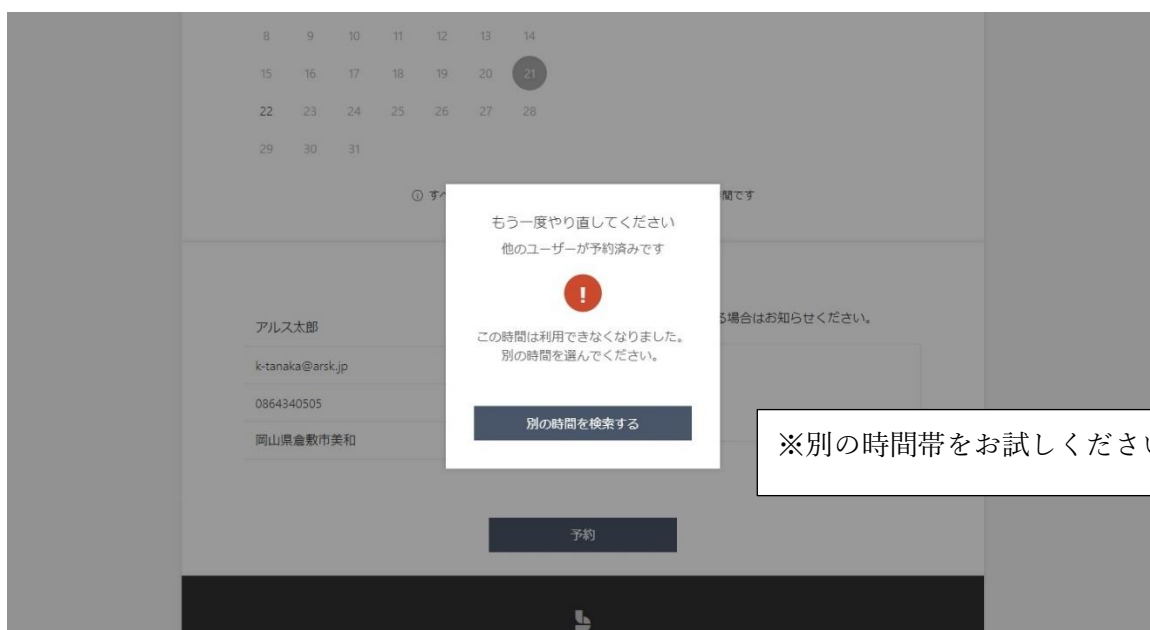 8 9 10 11 12 13 14
15 16 17 18 19 20 21
22 23 24 25 26 27 28
29 30 31
① す
間です
もう一度やり直してください
他のユーザーが予約済みです
!
この時間は利用できなくなりました。
別の時間を選んでください。
別の時間を検索する
アルス太郎
k-tanaka@arsk.jp
0864340505
岡山県倉敷市美和
る場合はお知らせください。
※別の時間帯をお試しくださ
予約